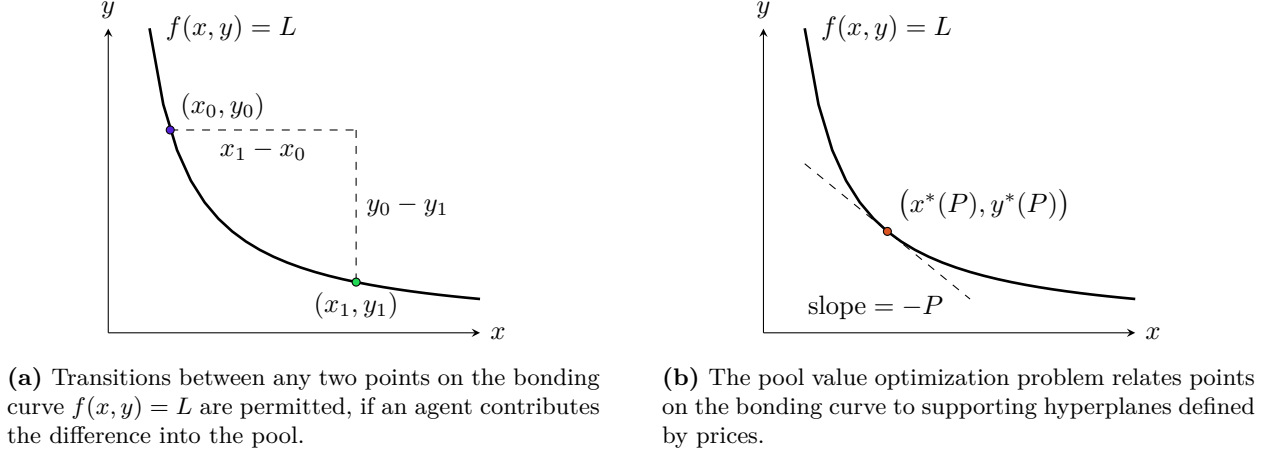 y
f(x, y) = L
(x₀, y₀)
x₁ − x₀
y₀ − y₁
(x₁, y₁)
x
(a) Transitions between any two points on the bonding
curve f(x, y) = L are permitted, if an agent contributes
the difference into the pool.
y
f(x, y) = L
(x*(P), y*(P))
slope = −P
x
(b) The pool value optimization problem relates points
on the bonding curve to supporting hyperplanes defined
by prices.